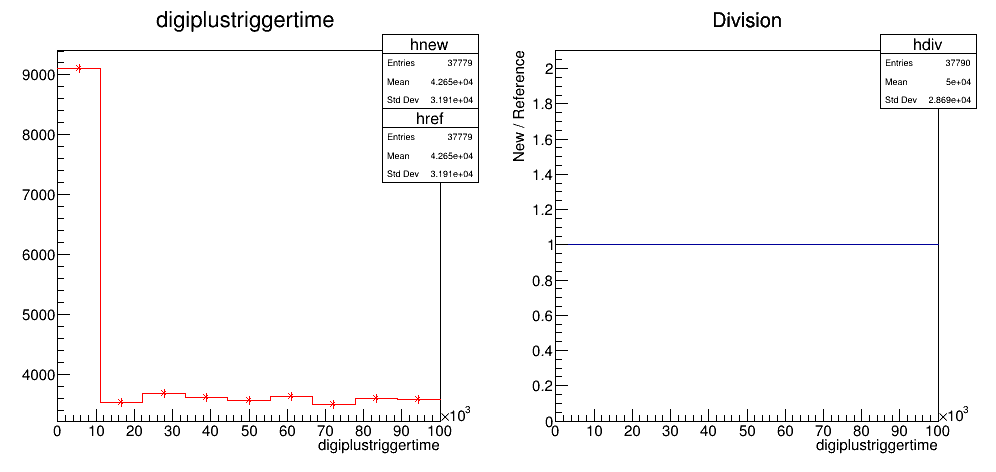 digiplustriggertime
hnew
Entries 37779
Mean 4.265e+04
Std Dev 3.191e+04
href
Entries 37779
Mean 4.265e+04
Std Dev 3.191e+04
9000
8000
7000
6000
5000
4000
0 10 20 30 40 50 60 70 80 90 100
×10³
digiplustriggertime
Division
hdiv
Entries 37790
Mean 5e+04
Std Dev 2.869e+04
New / Reference
2
1.8
1.6
1.4
1.2
1
0.8
0.6
0.4
0.2
0
0 10 20 30 40 50 60 70 80 90 100
×10³
digiplustriggertime